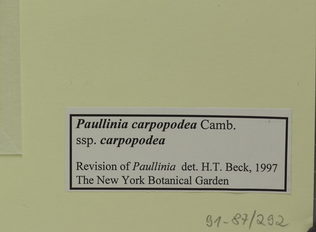 Paullinia carpopodea Camb.
ssp. carpopodea
Revision of Paullinia det. H.T. Beck, 1997
The New York Botanical Garden
91-87/292